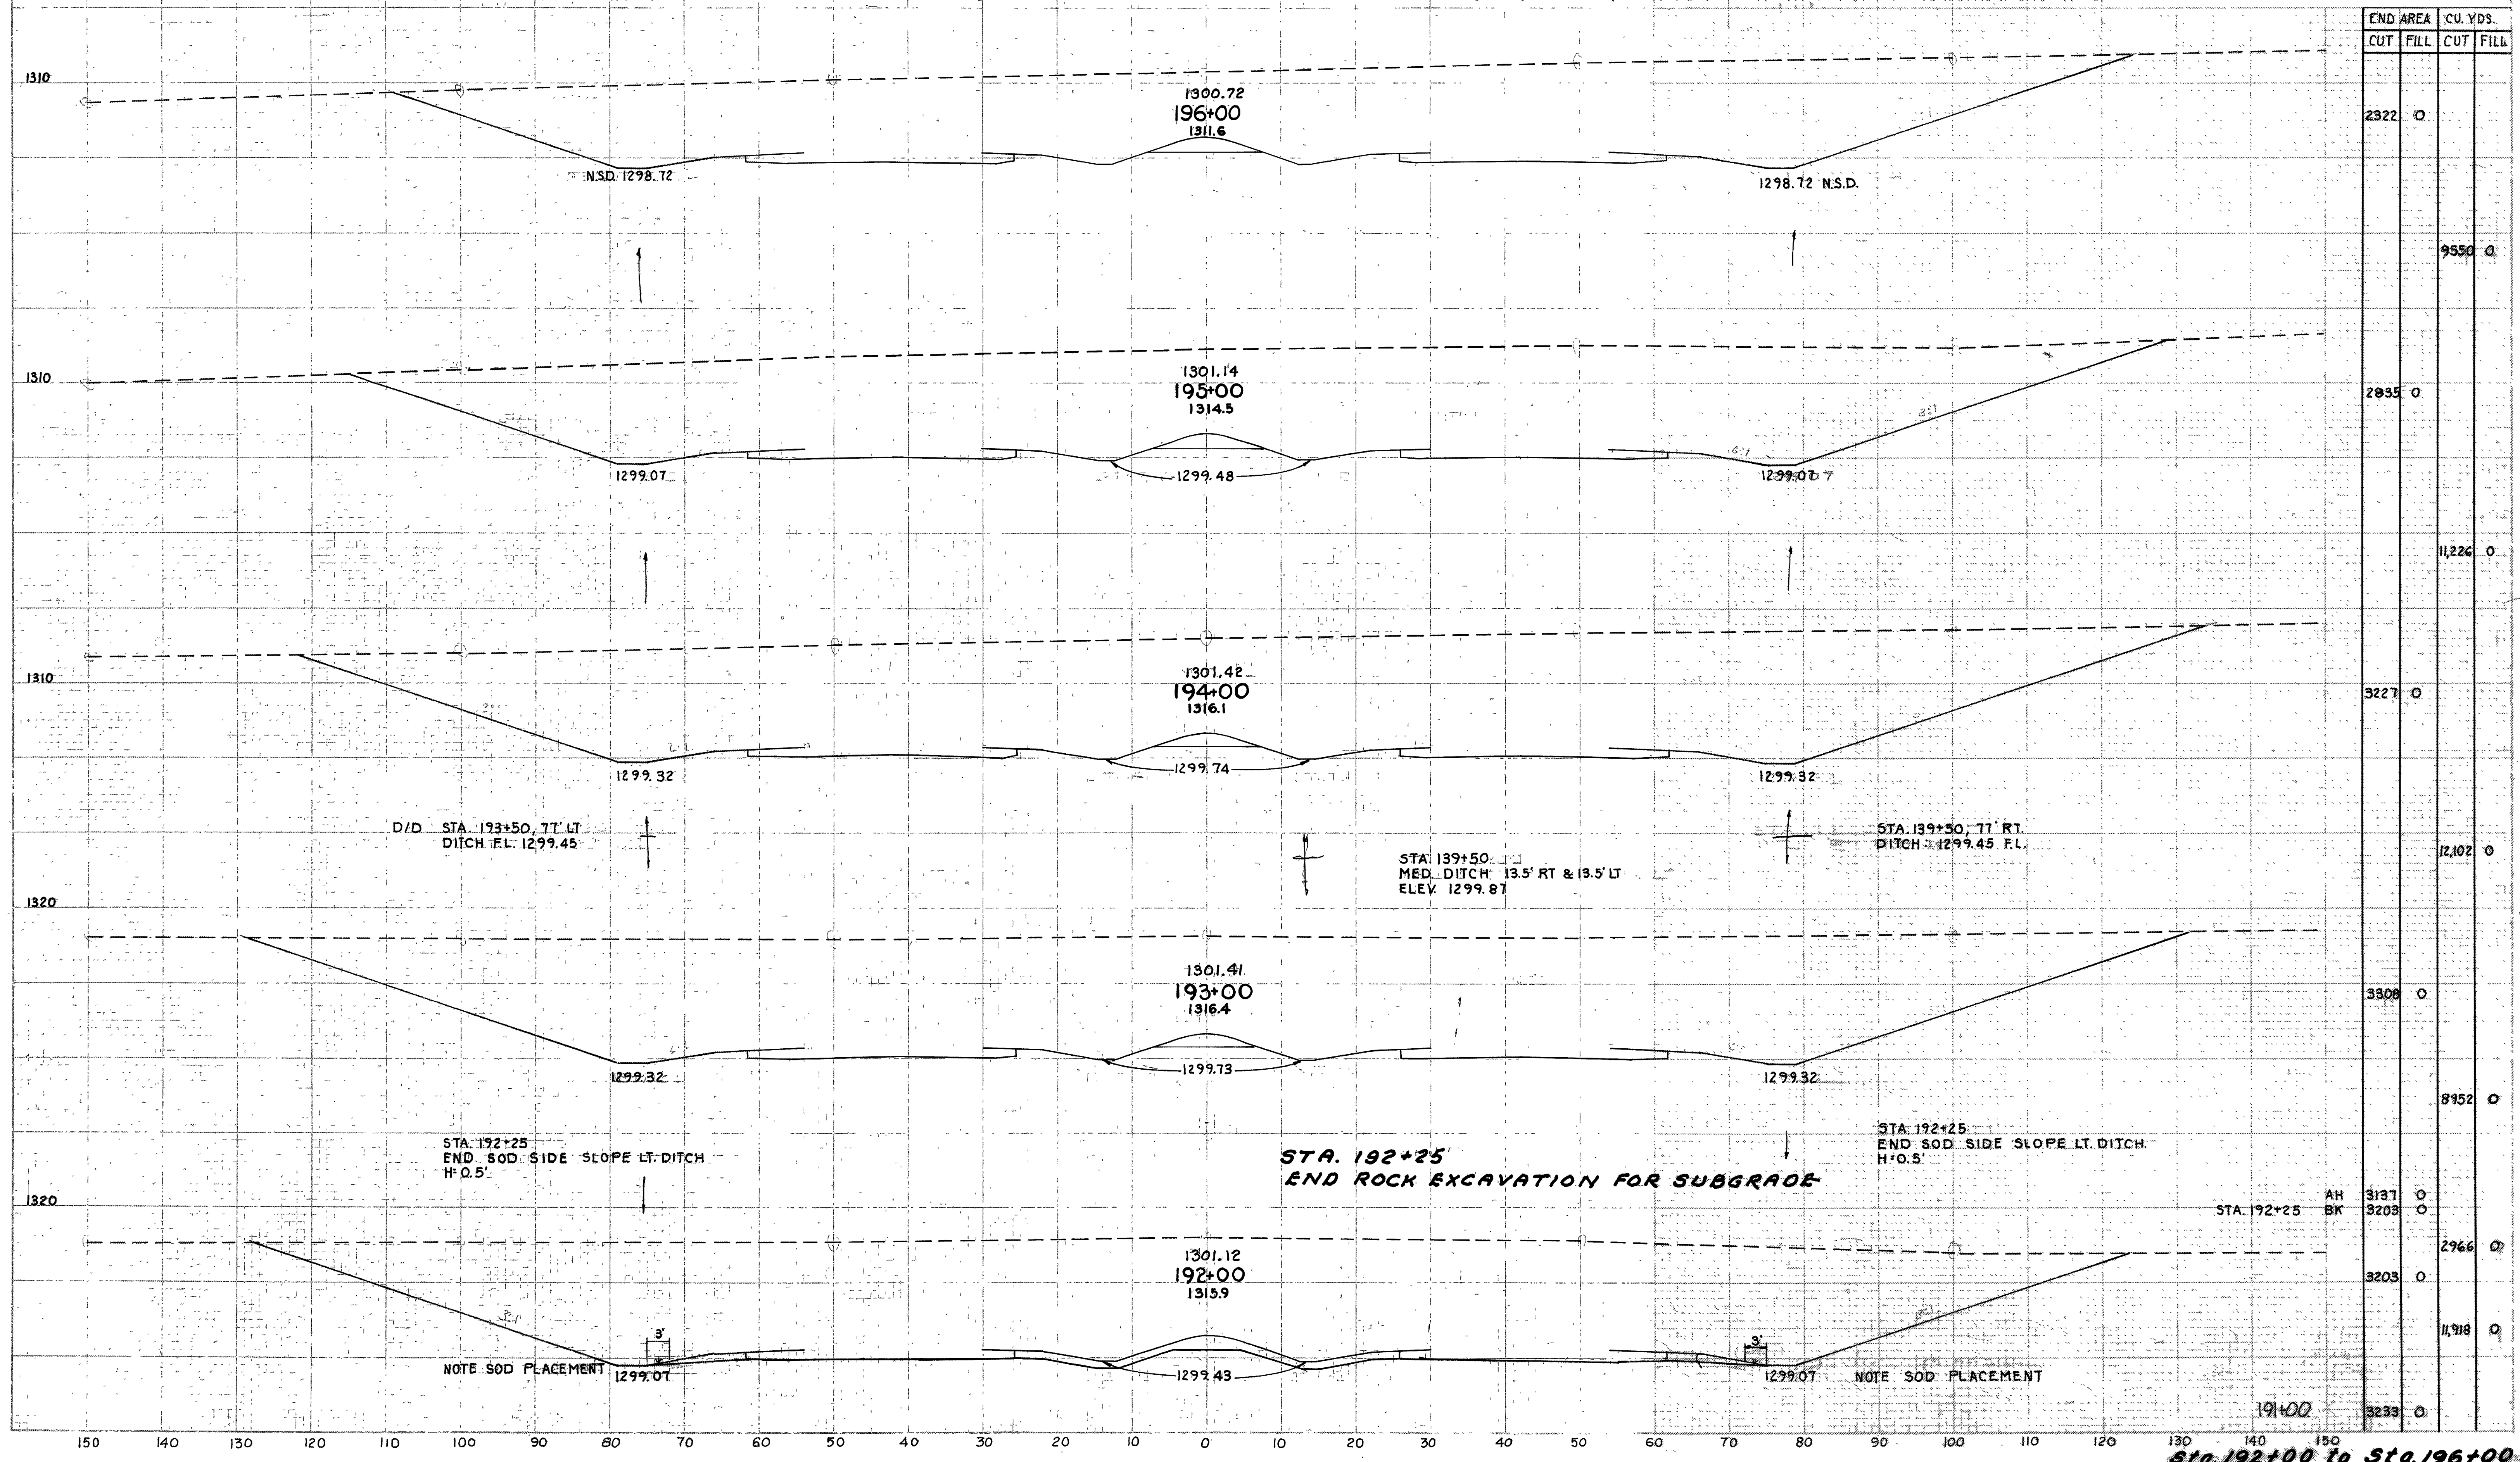 END AREA CU. YDS.
CUT FILL CUT FILL
1310
1300.72
196+00
1311.6
2322 0
N.S.D. 1298.72
1298.72 N.S.D.
9550 0
1310
1301.14
195+00
1314.5
2835 0
3:1
6:1
1299.07
1299.48
1299.07
11,226 0
1310
1301.42
194+00
1316.1
3227 0
1299.32
1299.74
1299.32
D/D STA. 193+50, 77' LT
DITCH F.L. 1299.45
STA. 139+50, 77' RT.
DITCH 1299.45 F.L.
12,102 0
STA. 139+50
MED. DITCH 13.5' RT & 13.5' LT
ELEV. 1299.87
1320
1301.41
193+00
1316.4
3308 0
1299.32
1299.73
1299.32
8952 0
STA. 192+25
END SOD SIDE SLOPE LT. DITCH
H=0.5'
STA. 192+25
END ROCK EXCAVATION FOR SUBGRADE
STA. 192+25
END SOD SIDE SLOPE LT. DITCH.
H=0.5'
1320
AH 3137 0
STA. 192+25 BK 3203 0
2966 0
1301.12
192+00
1315.9
3203 0
11,918 0
3'
3'
NOTE SOD PLACEMENT 1299.07
1299.43
1299.07 NOTE SOD PLACEMENT
191+00 3233 0
150 140 130 120 110 100 90 80 70 60 50 40 30 20 10 0 10 20 30 40 50 60 70 80 90 100 110 120 130 140 150
Sta. 192+00 to Sta. 196+00